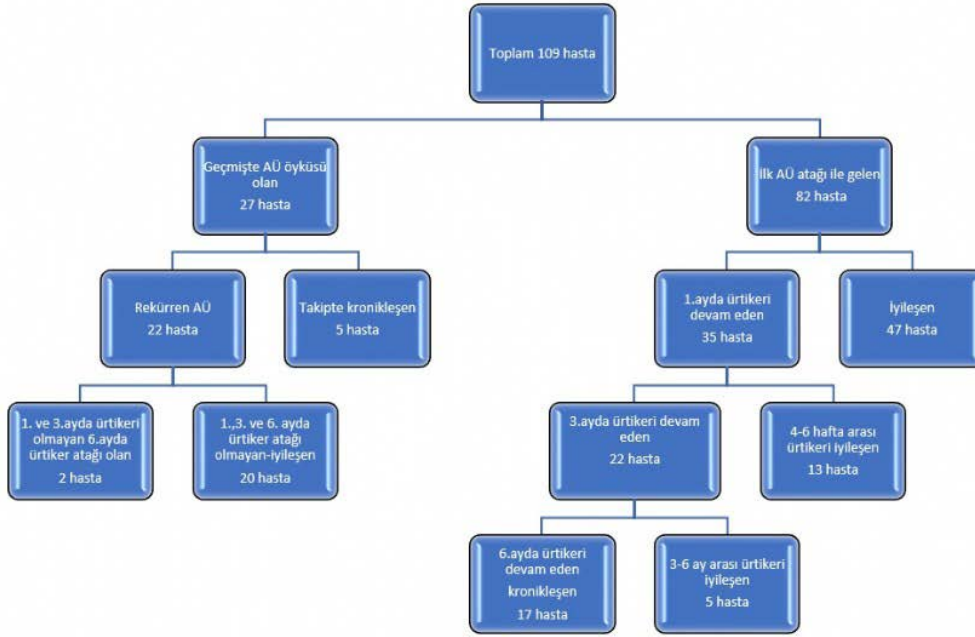 Toplam 109 hasta
Geçmişte AÜ öyküsü
olan
27 hasta
İlk AÜ atağı ile gelen
82 hasta
Rekürren AÜ
22 hasta
Takipte kronikleşen
5 hasta
1.ayda ürtikeri
devam eden
35 hasta
İyileşen
47 hasta
1. ve 3.ayda ürtikeri
olmayan 6.ayda
ürtiker atağı olan
2 hasta
1.,3. ve 6. ayda
ürtiker atağı
olmayan-iyileşen
20 hasta
3.ayda ürtikeri devam
eden
22 hasta
4-6 hafta arası
ürtikeri iyileşen
13 hasta
6.ayda ürtikeri
devam eden
kronikleşen
17 hasta
3-6 ay arası ürtikeri
iyileşen
5 hasta